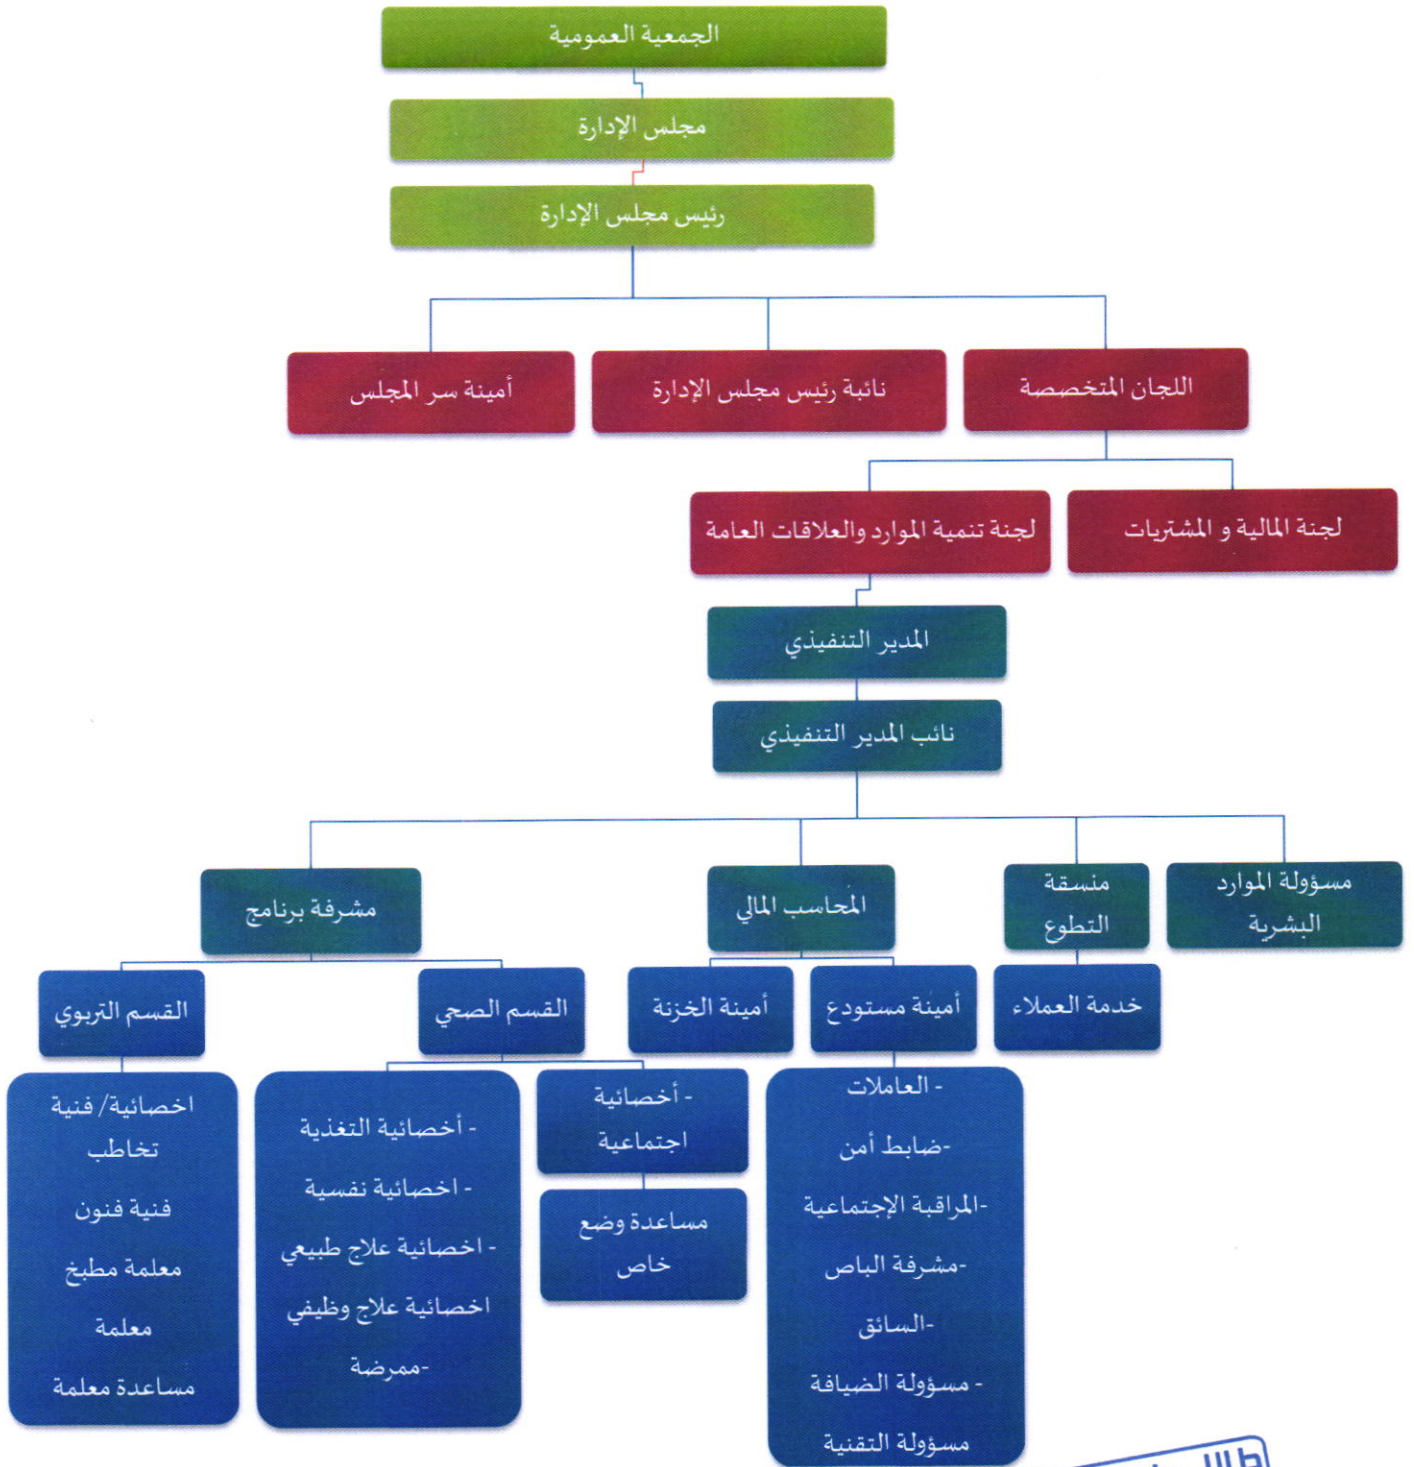 الجمعية العمومية
مجلس الإدارة
رئيس مجلس الإدارة
اللجان المتخصصة
نائبة رئيس مجلس الإدارة
أمينة سر المجلس
لجنة المالية و المشتريات
لجنة تنمية الموارد والعلاقات العامة
المدير التنفيذي
نائب المدير التنفيذي
مسؤولة الموارد
البشرية
منسقة
التطوع
المحاسب المالي
مشرفة برنامج
خدمة العملاء
أمينة مستودع
أمينة الخزنة
القسم الصحي
القسم التربوي
- العاملات
-ضابط أمن
-المراقبة الإجتماعية
-مشرفة الباص
-السائق
- مسؤولة الضيافة
مسؤولة التقنية
- أخصائية
اجتماعية
مساعدة وضع
خاص
- أخصائية التغذية
- اخصائية نفسية
- اخصائية علاج طبيعي
اخصائية علاج وظيفي
-ممرضة
اخصائية/ فنية
تخاطب
فنية فنون
معلمة مطبخ
معلمة
مساعدة معلمة